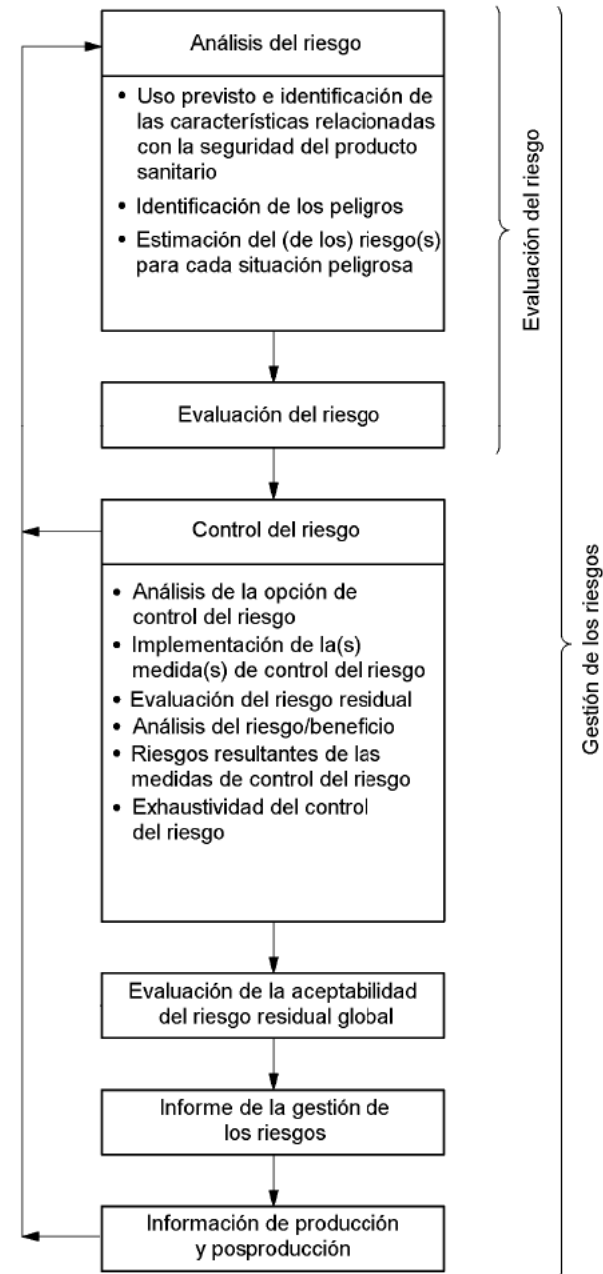 Análisis del riesgo
• Uso previsto e identificación de
las características relacionadas
con la seguridad del producto
sanitario
• Identificación de los peligros
• Estimación del (de los) riesgo(s)
para cada situación peligrosa
Evaluación del riesgo
Evaluación del riesgo
Control del riesgo
• Análisis de la opción de
control del riesgo
• Implementación de la(s)
medida(s) de control del riesgo
• Evaluación del riesgo residual
• Análisis del riesgo/beneficio
• Riesgos resultantes de las
medidas de control del riesgo
• Exhaustividad del control
del riesgo
Evaluación de la aceptabilidad
del riesgo residual global
Informe de la gestión de
los riesgos
Información de producción
y posproducción
Gestión de los riesgos